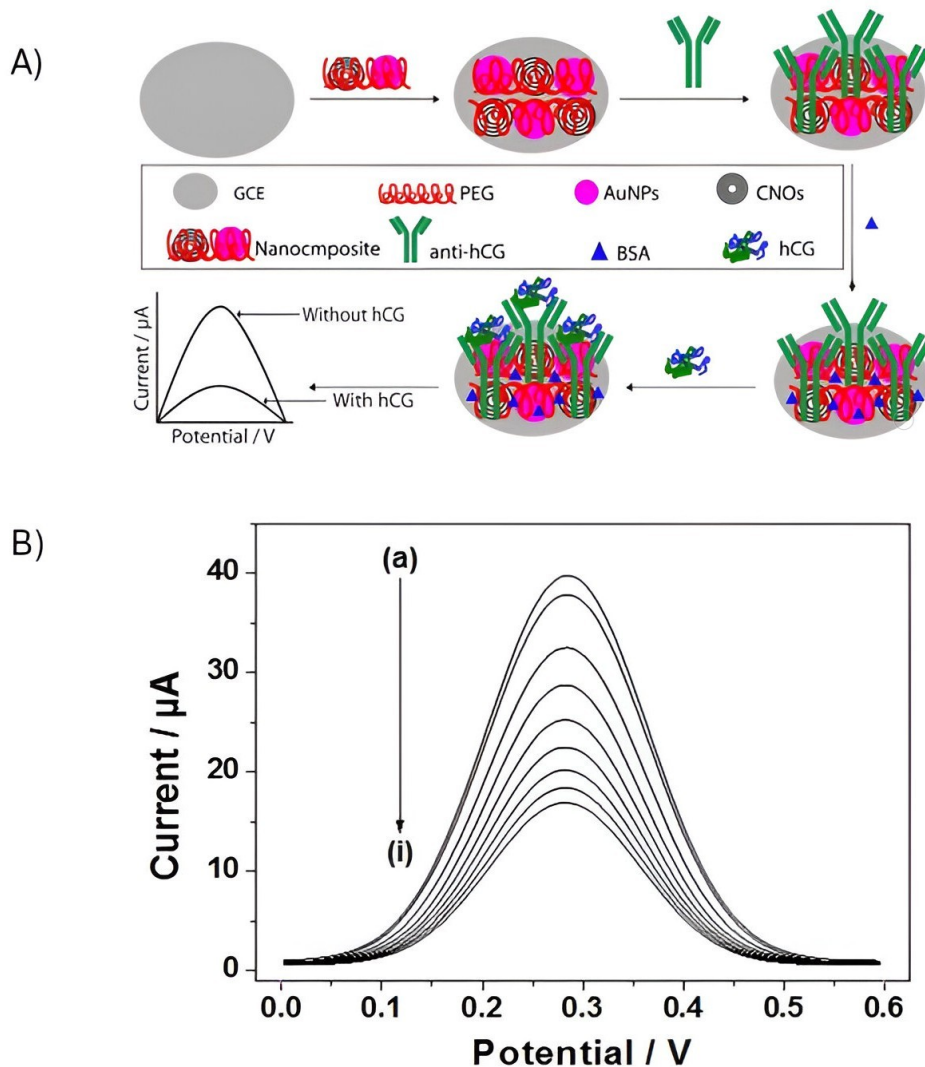 A)
GCE
PEG
AuNPs
CNOs
Nanocmposite
anti-hCG
BSA
hCG
Current / µA
Without hCG
With hCG
Potential / V
B)
(a)
(i)
Current / µA
40
30
20
10
0
0.0 0.1 0.2 0.3 0.4 0.5 0.6
Potential / V